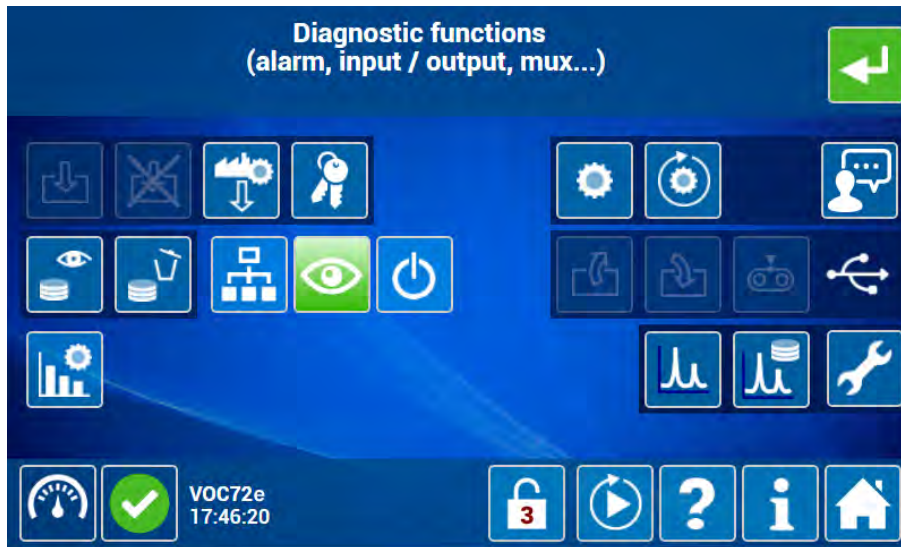 Diagnostic functions
(alarm, input / output, mux...)
VOC72e
17:46:20
3
?
i